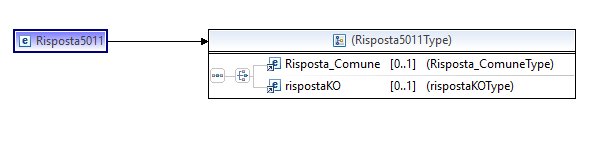 Risposta5011
(Risposta5011Type)
Risposta_Comune [0..1] (Risposta_ComuneType)
rispostaKO [0..1] (rispostaKOType)